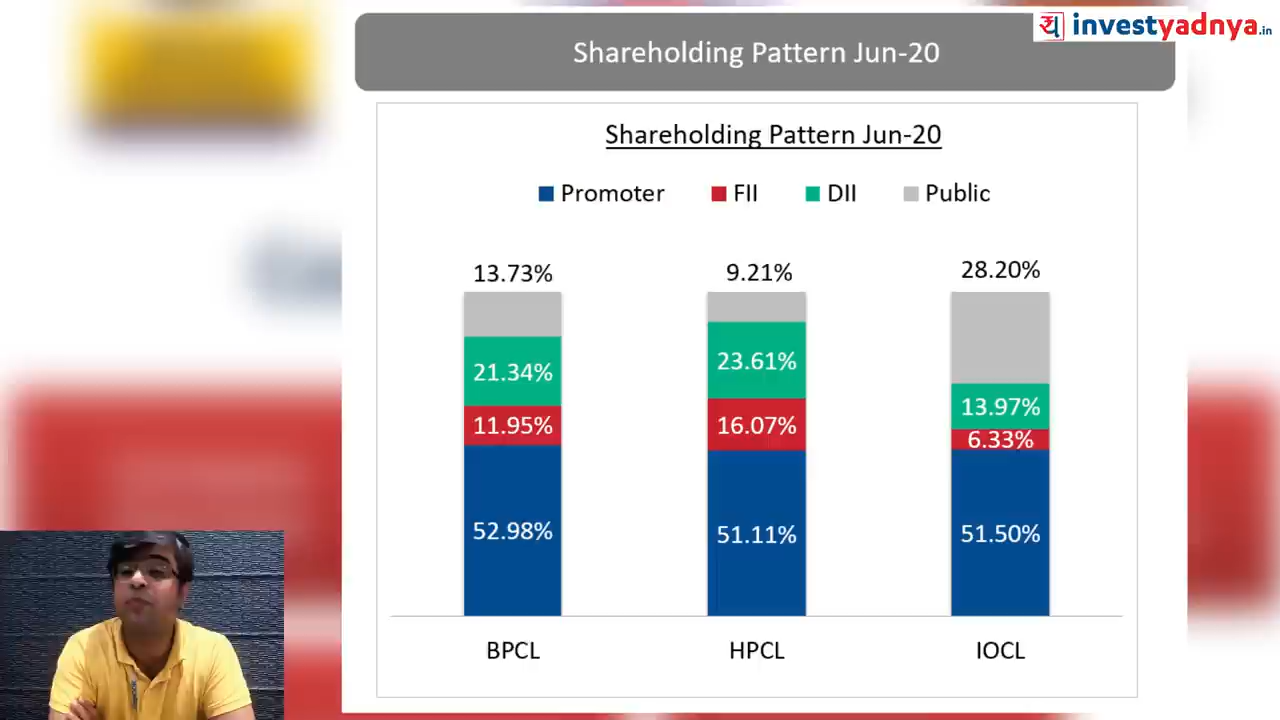 Shareholding Pattern Jun-20
investyadnya.in
Shareholding Pattern Jun-20
Promoter FII DII Public
13.73% 9.21% 28.20%
21.34% 23.61% 13.97%
11.95% 16.07% 6.33%
52.98% 51.11% 51.50%
BPCL HPCL IOCL